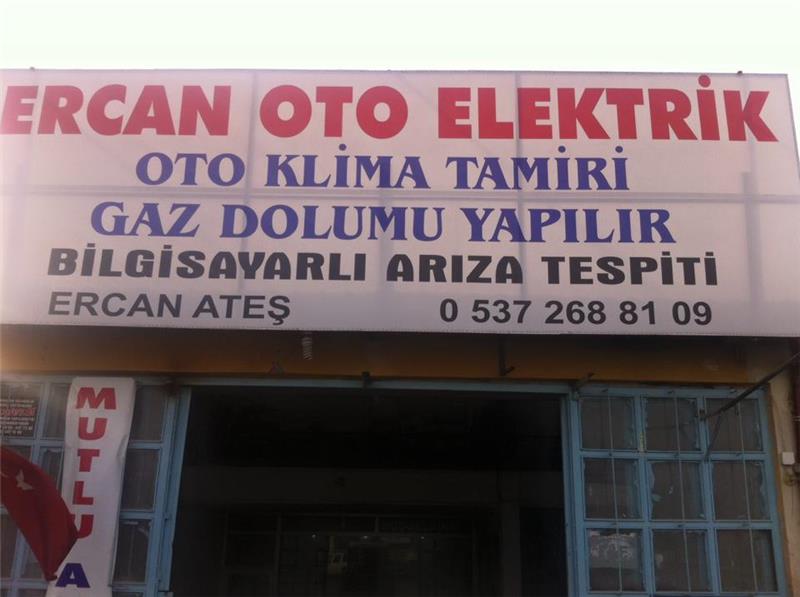 ERCAN OTO ELEKTRİK
OTO KLİMA TAMİRİ
GAZ DOLUMU YAPILIR
BİLGİSAYARLI ARIZA TESPİTİ
ERCAN ATEŞ 0 537 268 81 09
MUTLU
A